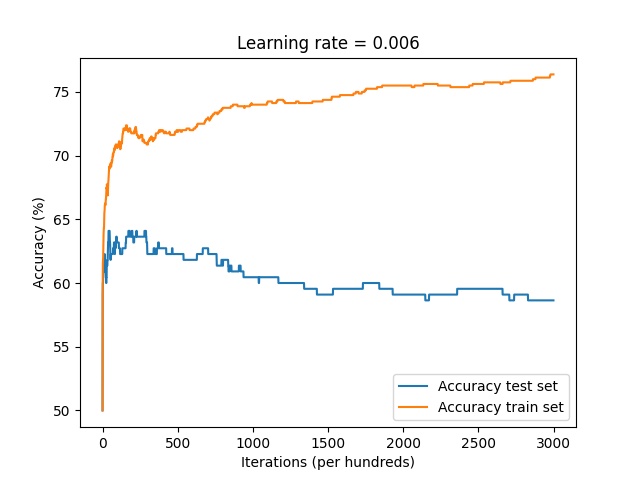 Learning rate = 0.006
Accuracy (%)
75
70
65
60
55
50
0 500 1000 1500 2000 2500 3000
Iterations (per hundreds)
Accuracy test set
Accuracy train set